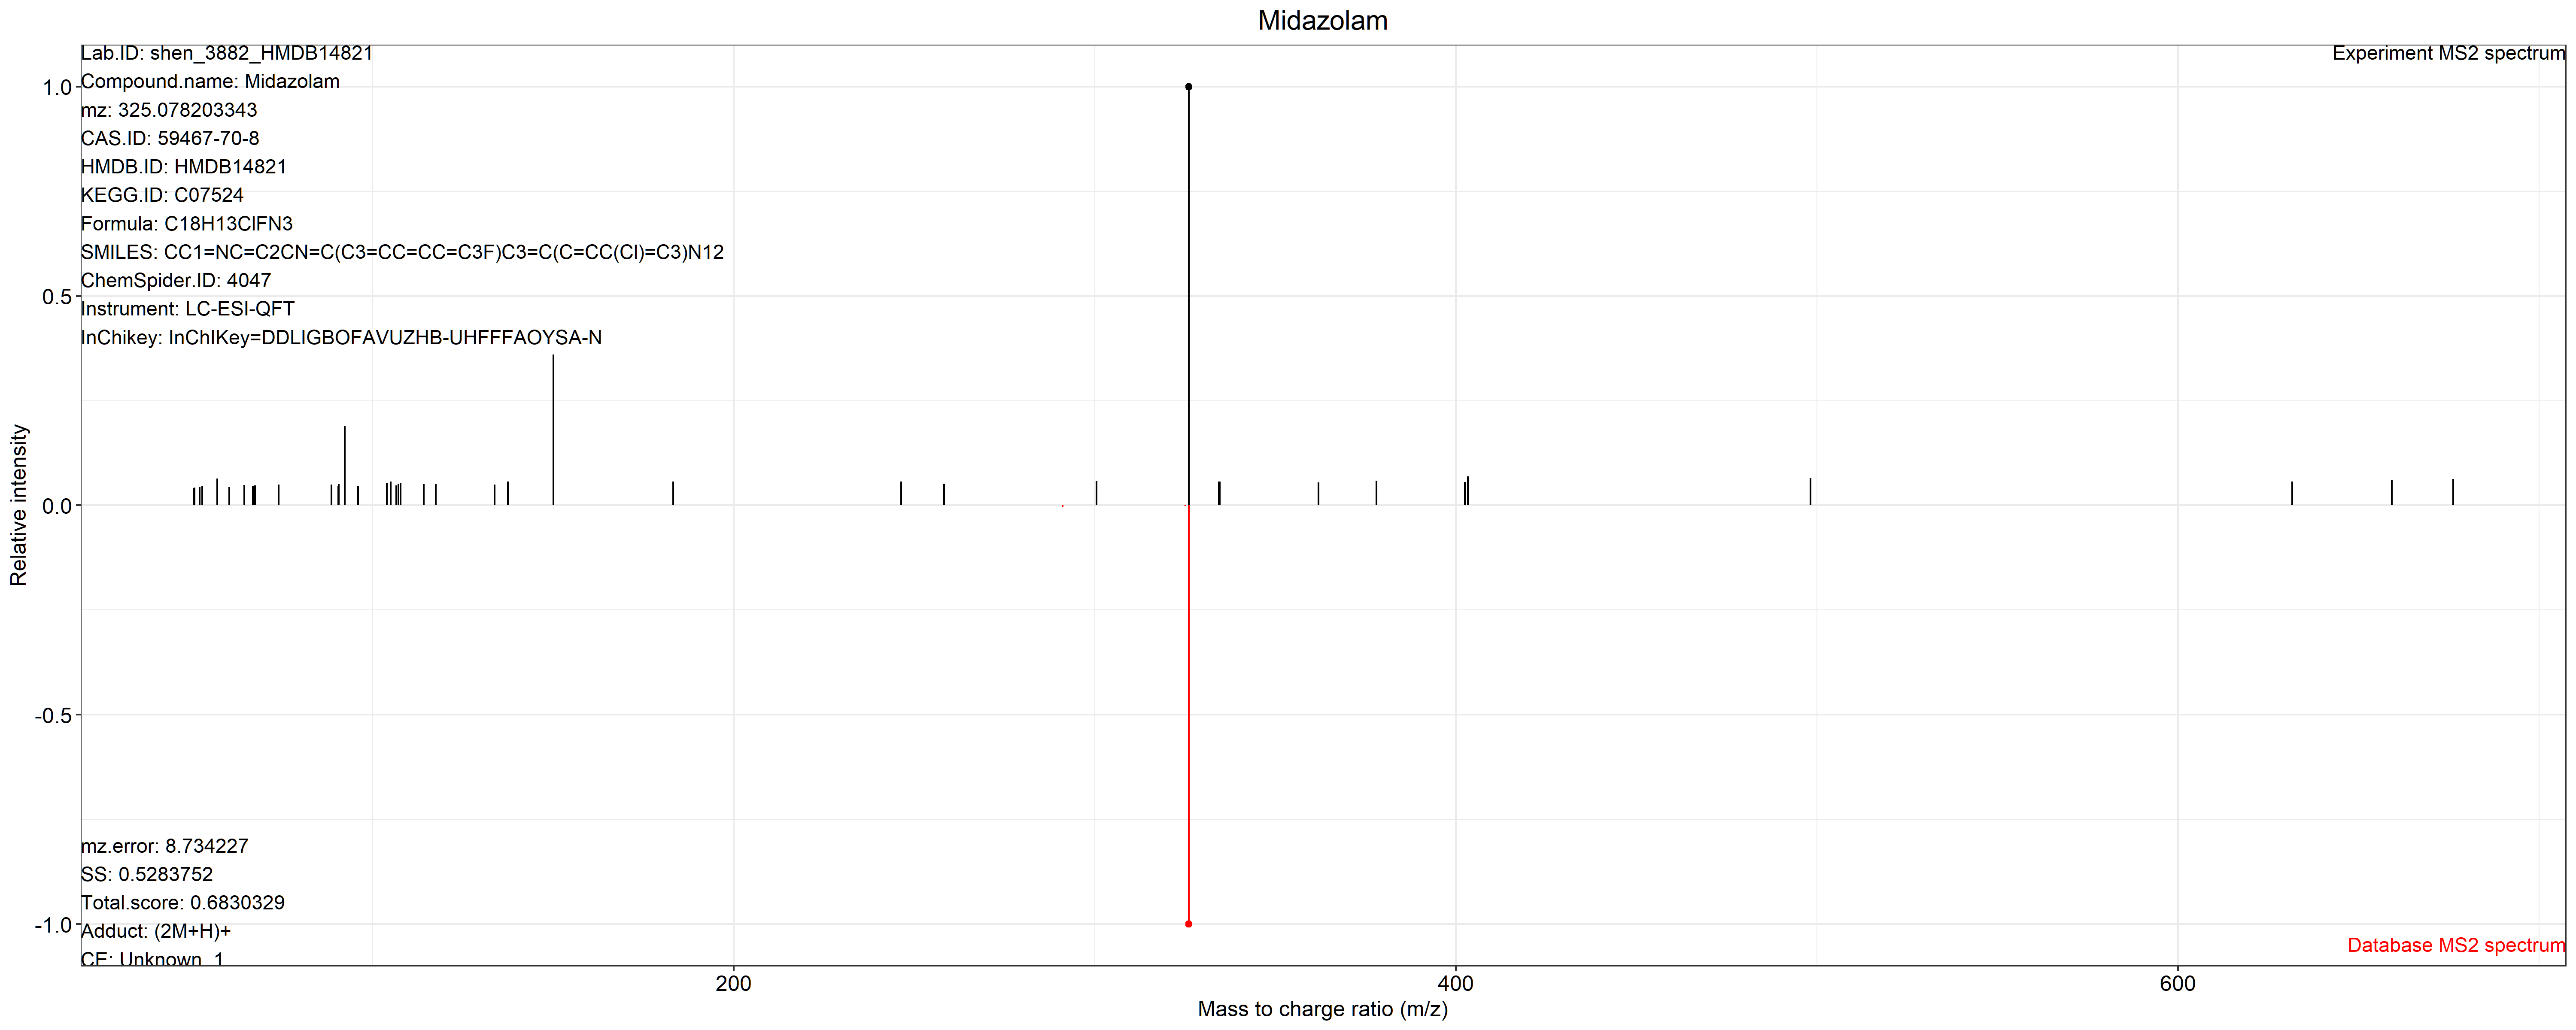 Midazolam
Lab.ID: shen_3882_HMDB14821
Experiment MS2 spectrum
Compound.name: Midazolam
mz: 325.078203343
CAS.ID: 59467-70-8
HMDB.ID: HMDB14821
KEGG.ID: C07524
Formula: C18H13ClFN3
SMILES: CC1=NC=C2CN=C(C3=CC=CC=C3F)C3=C(C=CC(Cl)=C3)N12
ChemSpider.ID: 4047
Instrument: LC-ESI-QFT
InChikey: InChIKey=DDLIGBOFAVUZHB-UHFFFAOYSA-N
1.0
0.5
0.0
-0.5
-1.0
Relative intensity
mz.error: 8.734227
SS: 0.5283752
Total.score: 0.6830329
Adduct: (2M+H)+
CE: Unknown_1
Database MS2 spectrum
200
400
600
Mass to charge ratio (m/z)